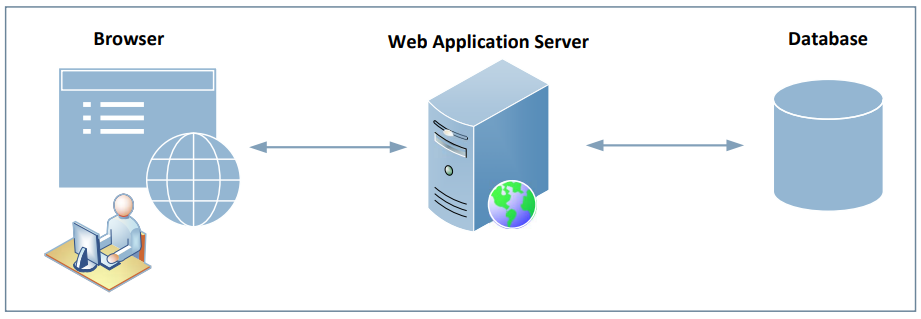 Browser
Web Application Server
Database